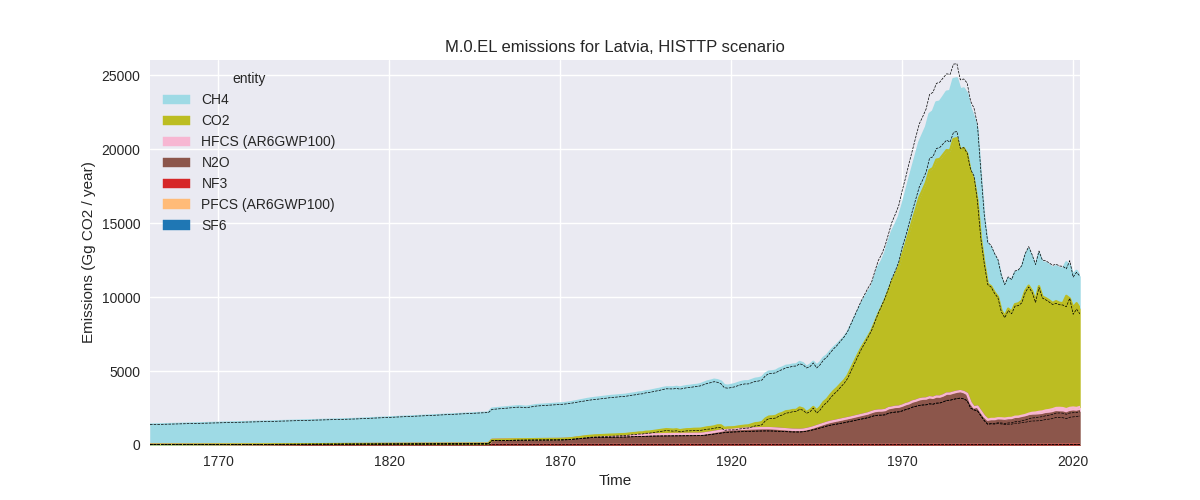 M.0.EL emissions for Latvia, HISTTP scenario
Emissions (Gg CO2 / year)
25000
20000
15000
10000
5000
0
entity
CH4
CO2
HFCS (AR6GWP100)
N2O
NF3
PFCS (AR6GWP100)
SF6
1770 1820 1870 1920 1970 2020
Time